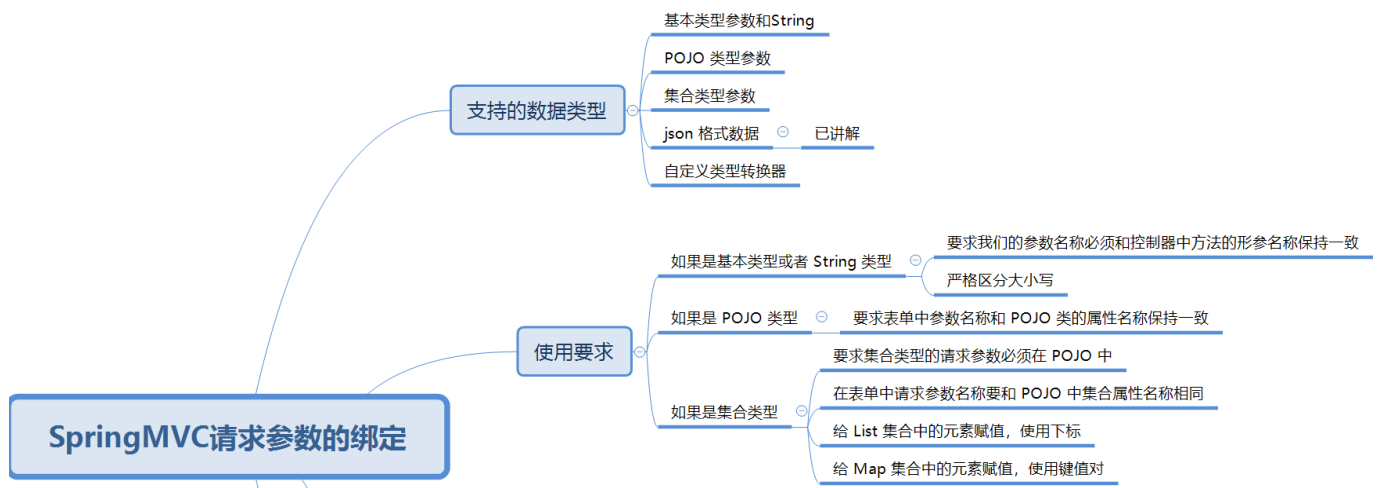 基本类型参数和String
POJO 类型参数
集合类型参数
json 格式数据
已讲解
自定义类型转换器
支持的数据类型
如果是基本类型或者 String 类型
要求我们的参数名称必须和控制器中方法的形参名称保持一致
严格区分大小写
如果是 POJO 类型
要求表单中参数名称和 POJO 类的属性名称保持一致
使用要求
如果是集合类型
要求集合类型的请求参数必须在 POJO 中
在表单中请求参数名称要和 POJO 中集合属性名称相同
给 List 集合中的元素赋值，使用下标
给 Map 集合中的元素赋值，使用键值对
SpringMVC请求参数的绑定